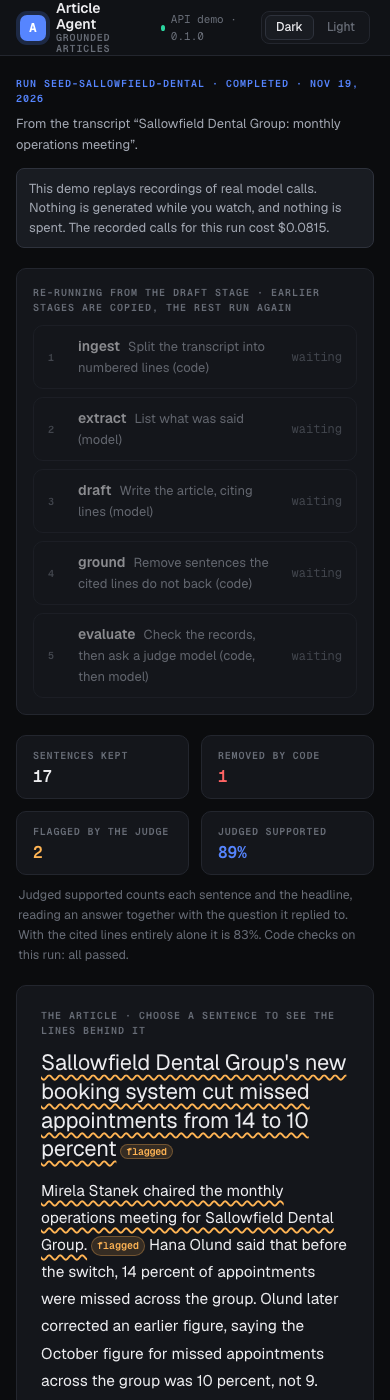 A
Article
Agent
GROUNDED
ARTICLES
API demo ·
0.1.0
Dark
Light
RUN SEED-SALLOWFIELD-DENTAL · COMPLETED · NOV 19,
2026
From the transcript “Sallowfield Dental Group: monthly
operations meeting”.
This demo replays recordings of real model calls.
Nothing is generated while you watch, and nothing is
spent. The recorded calls for this run cost $0.0815.
RE-RUNNING FROM THE DRAFT STAGE · EARLIER
STAGES ARE COPIED, THE REST RUN AGAIN
1
ingest Split the transcript into
numbered lines (code)
waiting
2
extract List what was said
(model)
waiting
3
draft Write the article, citing
lines (model)
waiting
4
ground Remove sentences the
cited lines do not back (code)
waiting
5
evaluate Check the records,
then ask a judge model (code,
then model)
waiting
SENTENCES KEPT
17
REMOVED BY CODE
1
FLAGGED BY THE JUDGE
2
JUDGED SUPPORTED
89%
Judged supported counts each sentence and the headline,
reading an answer together with the question it replied to.
With the cited lines entirely alone it is 83%. Code checks on
this run: all passed.
THE ARTICLE · CHOOSE A SENTENCE TO SEE THE
LINES BEHIND IT
Sallowfield Dental Group's new
booking system cut missed
appointments from 14 to 10
percent flagged
Mirela Stanek chaired the monthly
operations meeting for Sallowfield Dental
Group. flagged Hana Olund said that before
the switch, 14 percent of appointments
were missed across the group. Olund later
corrected an earlier figure, saying the
October figure for missed appointments
across the group was 10 percent, not 9.